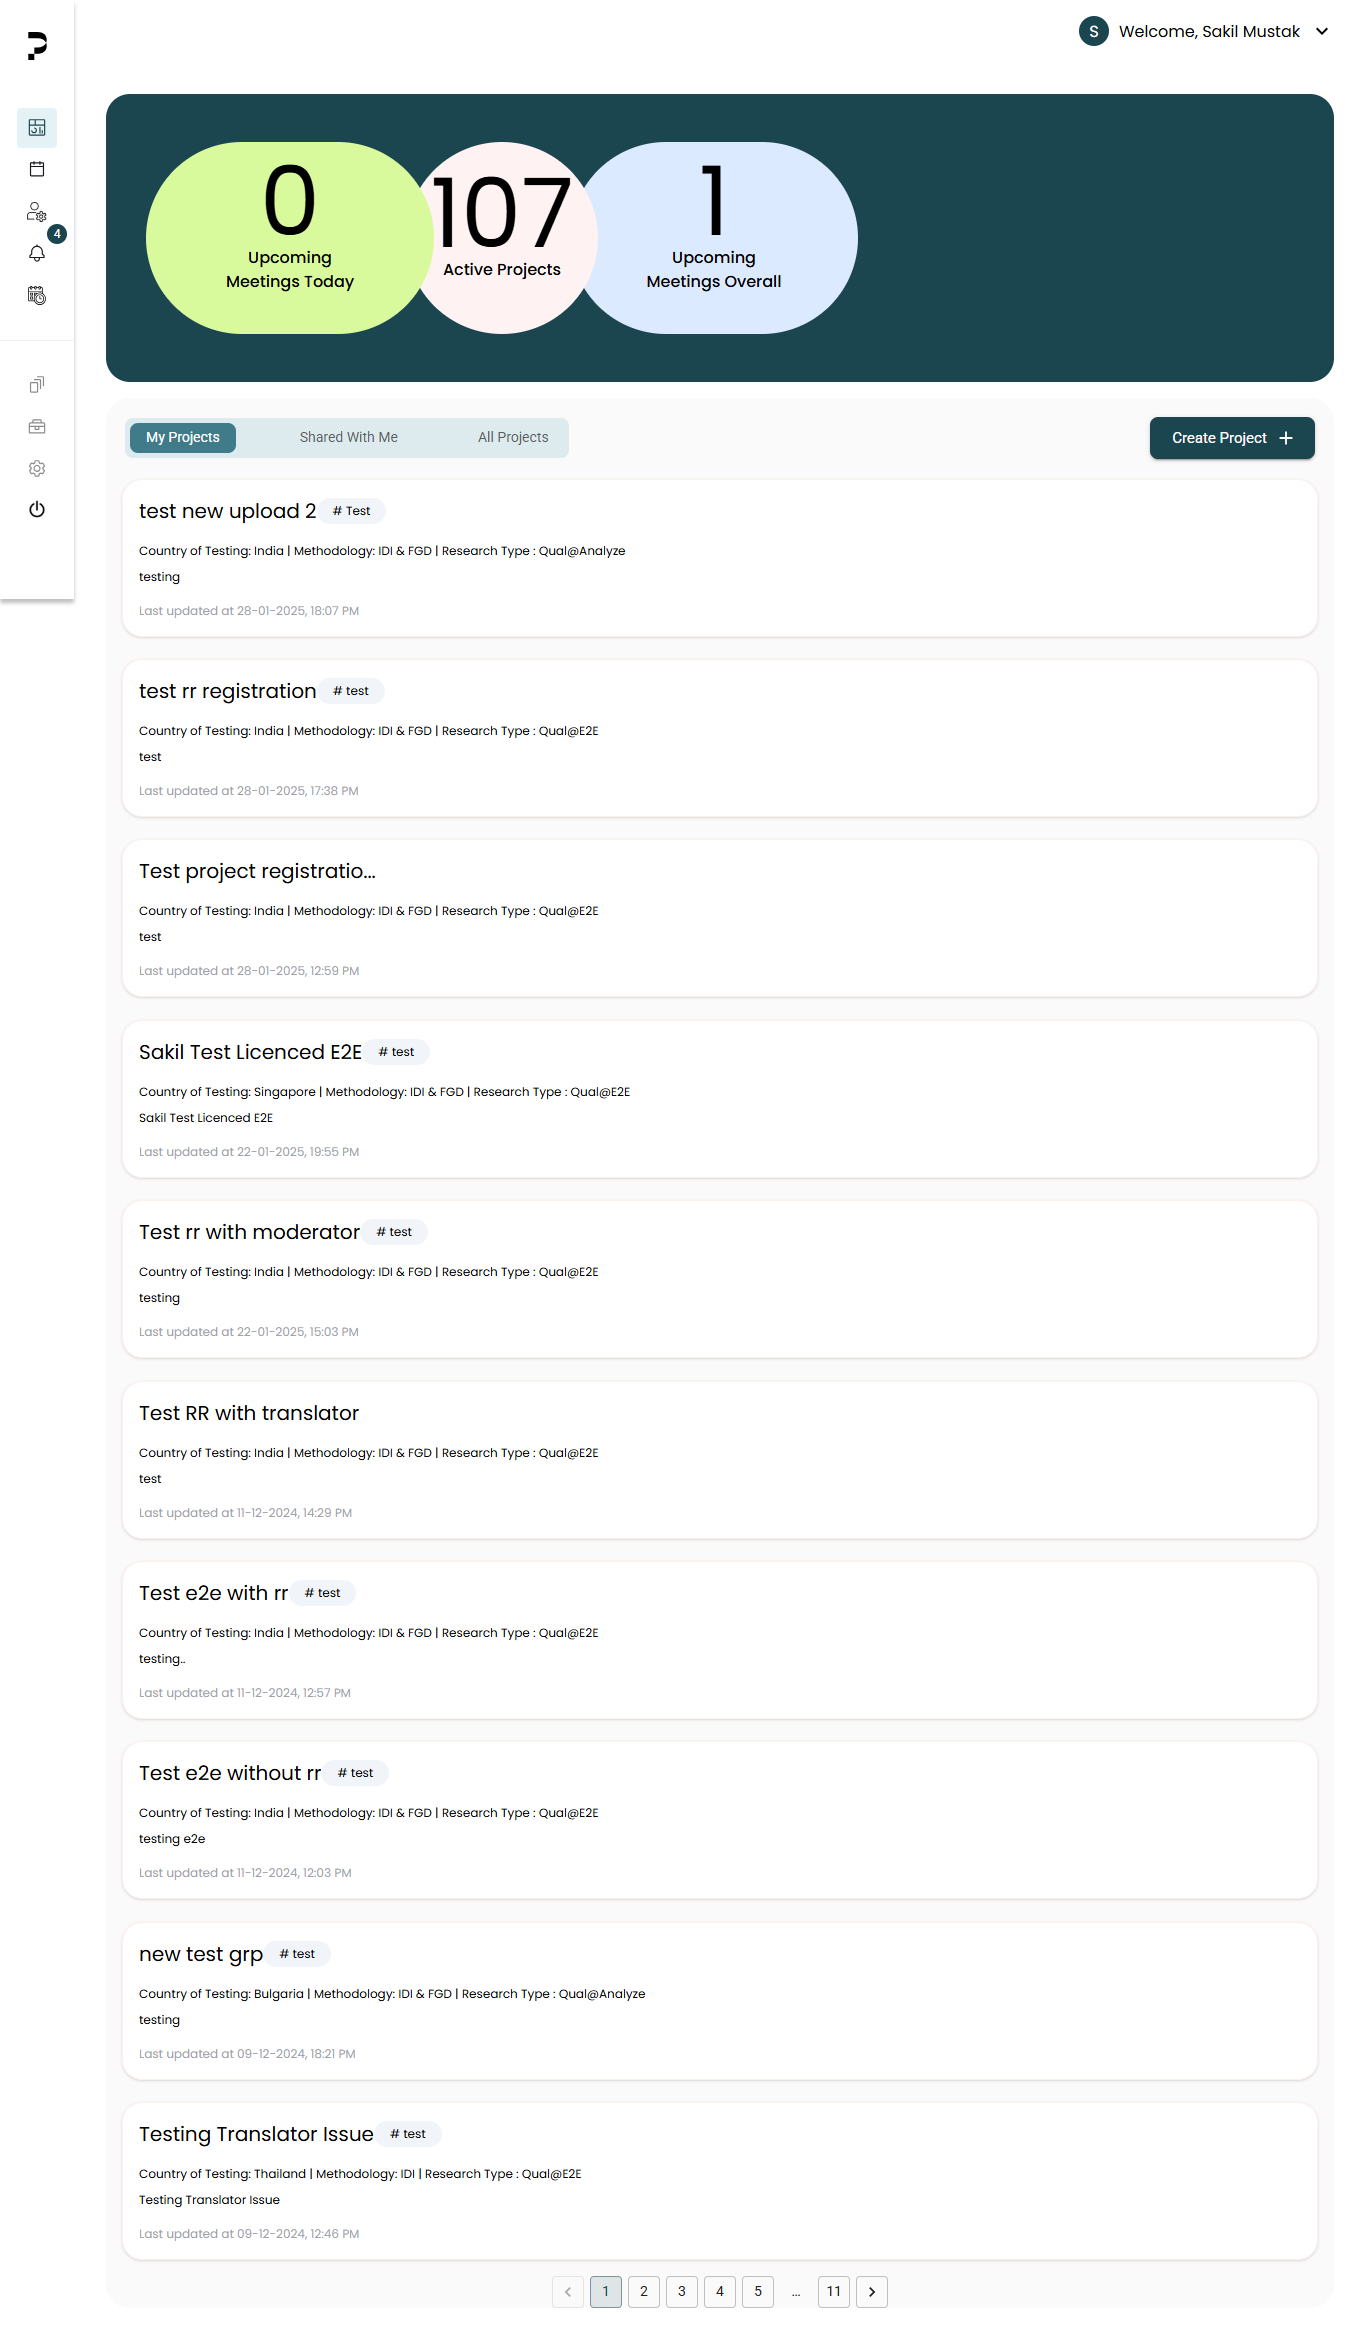 S Welcome, Sakil Mustak
4
0
Upcoming
Meetings Today
107
Active Projects
1
Upcoming
Meetings Overall
My Projects Shared With Me All Projects Create Project +
test new upload 2 # Test
Country of Testing: India | Methodology: IDI & FGD | Research Type : Qual@Analyze
testing
Last updated at 28-01-2025, 18:07 PM
test rr registration # test
Country of Testing: India | Methodology: IDI & FGD | Research Type : Qual@E2E
test
Last updated at 28-01-2025, 17:38 PM
Test project registratio...
Country of Testing: India | Methodology: IDI & FGD | Research Type : Qual@E2E
test
Last updated at 28-01-2025, 12:59 PM
Sakil Test Licenced E2E # test
Country of Testing: Singapore | Methodology: IDI & FGD | Research Type : Qual@E2E
Sakil Test Licenced E2E
Last updated at 22-01-2025, 19:55 PM
Test rr with moderator # test
Country of Testing: India | Methodology: IDI & FGD | Research Type : Qual@E2E
testing
Last updated at 22-01-2025, 15:03 PM
Test RR with translator
Country of Testing: India | Methodology: IDI & FGD | Research Type : Qual@E2E
test
Last updated at 11-12-2024, 14:29 PM
Test e2e with rr # test
Country of Testing: India | Methodology: IDI & FGD | Research Type : Qual@E2E
testing..
Last updated at 11-12-2024, 12:57 PM
Test e2e without rr # test
Country of Testing: India | Methodology: IDI & FGD | Research Type : Qual@E2E
testing e2e
Last updated at 11-12-2024, 12:03 PM
new test grp # test
Country of Testing: Bulgaria | Methodology: IDI & FGD | Research Type : Qual@Analyze
testing
Last updated at 09-12-2024, 18:21 PM
Testing Translator Issue # test
Country of Testing: Thailand | Methodology: IDI | Research Type : Qual@E2E
Testing Translator Issue
Last updated at 09-12-2024, 12:46 PM
1 2 3 4 5 ... 11